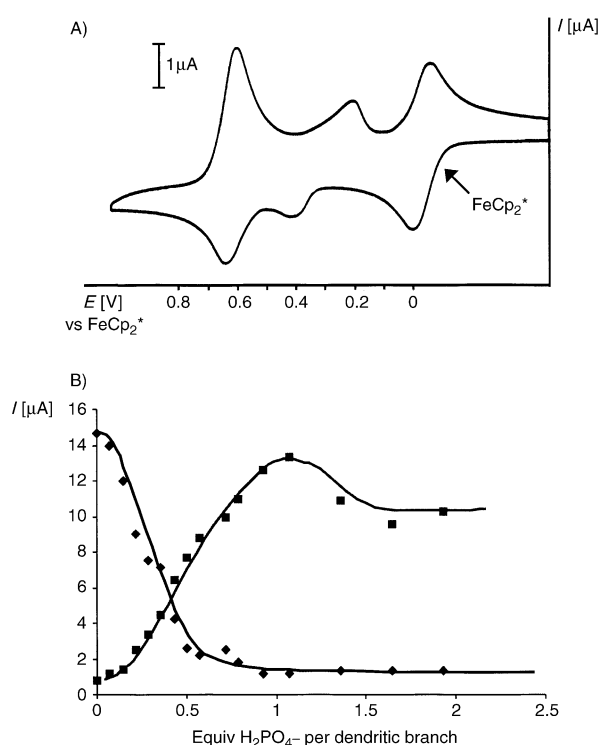 A)
I [µA]
1µA
FeCp₂*
E [V] 0.8 0.6 0.4 0.2 0
vs FeCp₂*
B)
I [µA]
16
14
12
10
8
6
4
2
0
0 0.5 1 1.5 2 2.5
Equiv H₂PO₄– per dendritic branch